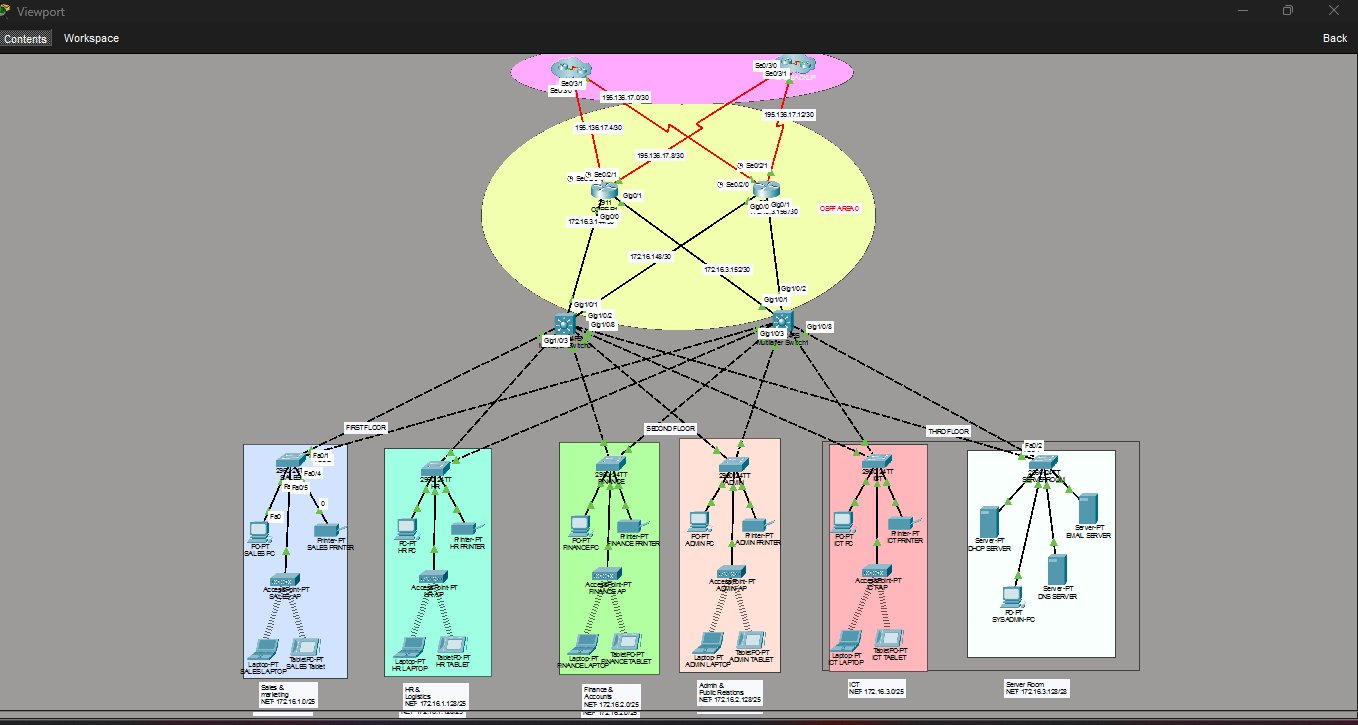 Viewport
Contents
Workspace
Back
Se0/3/0
Se0/3/1
Se0/3/1
195.136.17.0/30
195.136.17.4/30
195.136.17.12/30
195.136.17.8/30
Se0/2/1
Se0/2/1
Se0/2/0
Gig0/1
Gig0/0
Gig0/1
Gig0/0
OSPF AREA 0
172.16.148/30
172.16.3.152/30
Gig1/0/1
Gig1/0/2
Gig1/0/8
Gig1/0/3
Gig1/0/2
Gig1/0/1
Gig1/0/8
Gig1/0/3
Multilayer Switch1
FIRST FLOOR
SECOND FLOOR
THIRD FLOOR
Fa0/1
Fa0/4
Fa0/5
Fa0
0
PC-PT
SALES PC
Printer-PT
SALES PRINTER
AccessPoint-PT
SALES AP
Laptop-PT
SALES LAPTOP
TabletPC-PT
SALES Tablet
Sales &
marketing
NET 172.16.1.0/25
HR
PC-PT
HR PC
Printer-PT
HR PRINTER
AccessPoint-PT
HR AP
Laptop-PT
HR LAPTOP
TabletPC-PT
HR TABLET
HR &
Logistics
NET 172.16.1.128/25
FINANCE
PC-PT
FINANCE PC
Printer-PT
FINANCE PRINTER
AccessPoint-PT
FINANCE AP
Laptop-PT
FINANCE LAPTOP
TabletPC-PT
FINANCE TABLET
Finance &
Accounts
NET 172.16.2.0/25
ADMIN
PC-PT
ADMIN PC
Printer-PT
ADMIN PRINTER
AccessPoint-PT
ADMIN AP
Laptop-PT
ADMIN LAPTOP
TabletPC-PT
ADMIN TABLET
Admin &
Public Relations
NET 172.16.2.128/25
ICT
PC-PT
ICT PC
Printer-PT
ICT PRINTER
AccessPoint-PT
ICT AP
Laptop-PT
ICT LAPTOP
TabletPC-PT
ICT TABLET
ICT
NET 172.16.3.0/25
Fa0/2
SERVERROOM
Server-PT
DHCP SERVER
Server-PT
EMAIL SERVER
Server-PT
DNS SERVER
PC-PT
SYSADMIN-PC
Server Room
NET 172.16.3.128/28